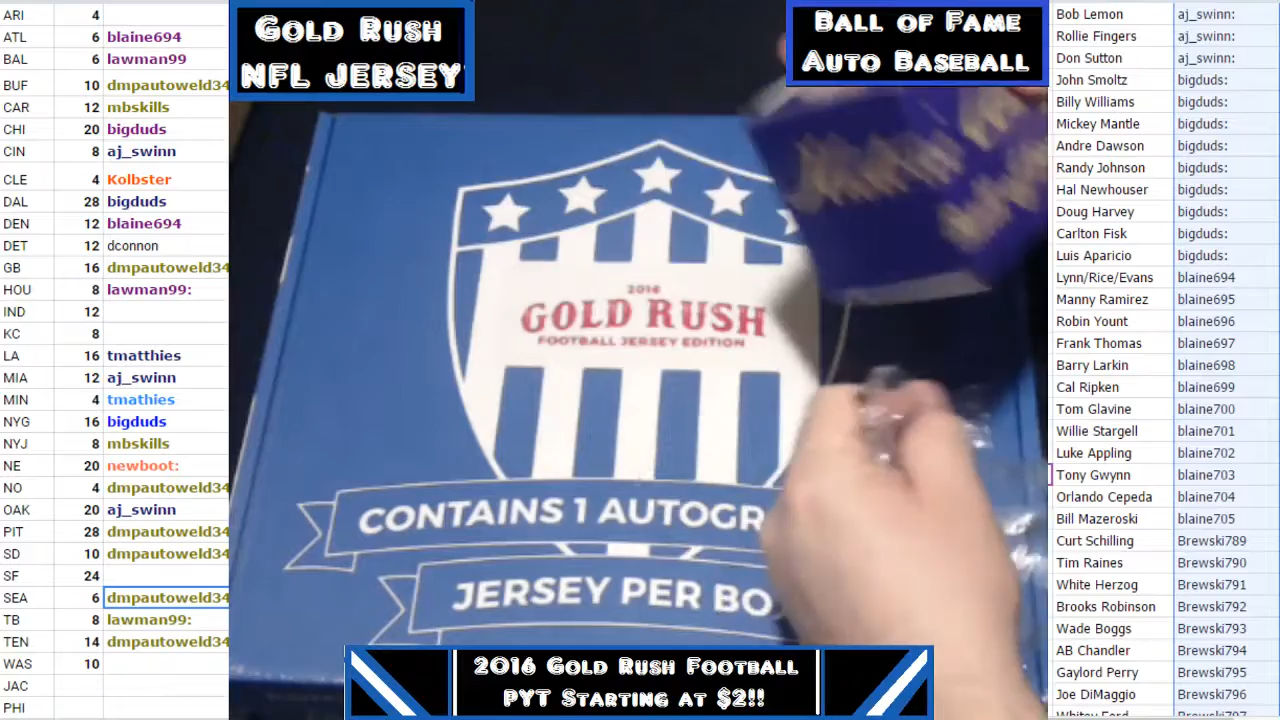 ARI 4
ATL 6 blaine694
BAL 6 lawman99
BUF 10 dmpautoweld34
CAR 12 mbskills
CHI 20 bigduds
CIN 8 aj_swinn
CLE 4 Kolbster
DAL 28 bigduds
DEN 12 blaine694
DET 12 dconnon
GB 16 dmpautoweld34
HOU 8 lawman99:
IND 12
KC 8
LA 16 tmatthies
MIA 12 aj_swinn
MIN 4 tmathies
NYG 16 bigduds
NYJ 8 mbskills
NE 20 newboot:
NO 4 dmpautoweld34
OAK 20 aj_swinn
PIT 28 dmpautoweld34
SD 10 dmpautoweld34
SF 24
SEA 6 dmpautoweld34
TB 8 lawman99:
TEN 14 dmpautoweld34
WAS 10
JAC
PHI
Gold Rush
NFL Jersey
Ball of Fame
Auto Baseball
2016
GOLD RUSH
FOOTBALL JERSEY EDITION
CONTAINS 1 AUTOGR
JERSEY PER BO
2016 Gold Rush Football
PYT Starting at $2!!
Bob Lemon aj_swinn:
Rollie Fingers aj_swinn:
Don Sutton aj_swinn:
John Smoltz bigduds:
Billy Williams bigduds:
Mickey Mantle bigduds:
Andre Dawson bigduds:
Randy Johnson bigduds:
Hal Newhouser bigduds:
Doug Harvey bigduds:
Carlton Fisk bigduds:
Luis Aparicio bigduds:
Lynn/Rice/Evans blaine694
Manny Ramirez blaine695
Robin Yount blaine696
Frank Thomas blaine697
Barry Larkin blaine698
Cal Ripken blaine699
Tom Glavine blaine700
Willie Stargell blaine701
Luke Appling blaine702
Tony Gwynn blaine703
Orlando Cepeda blaine704
Bill Mazeroski blaine705
Curt Schilling Brewski789
Tim Raines Brewski790
White Herzog Brewski791
Brooks Robinson Brewski792
Wade Boggs Brewski793
AB Chandler Brewski794
Gaylord Perry Brewski795
Joe DiMaggio Brewski796
Whitey Ford Brewski797